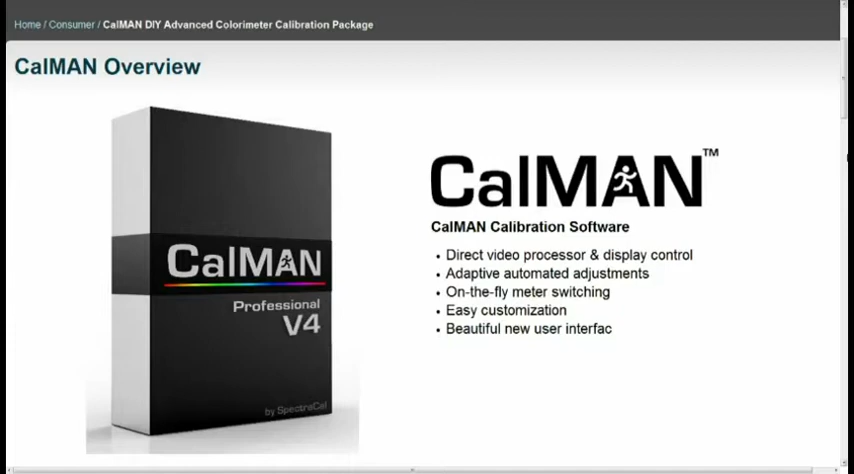 Home / Consumer / CalMAN DIY Advanced Colorimeter Calibration Package
CalMAN Overview
CalMAN
Professional
V4
by SpectraCal
CalMAN™
CalMAN Calibration Software
• Direct video processor & display control
• Adaptive automated adjustments
• On-the-fly meter switching
• Easy customization
• Beautiful new user interfac